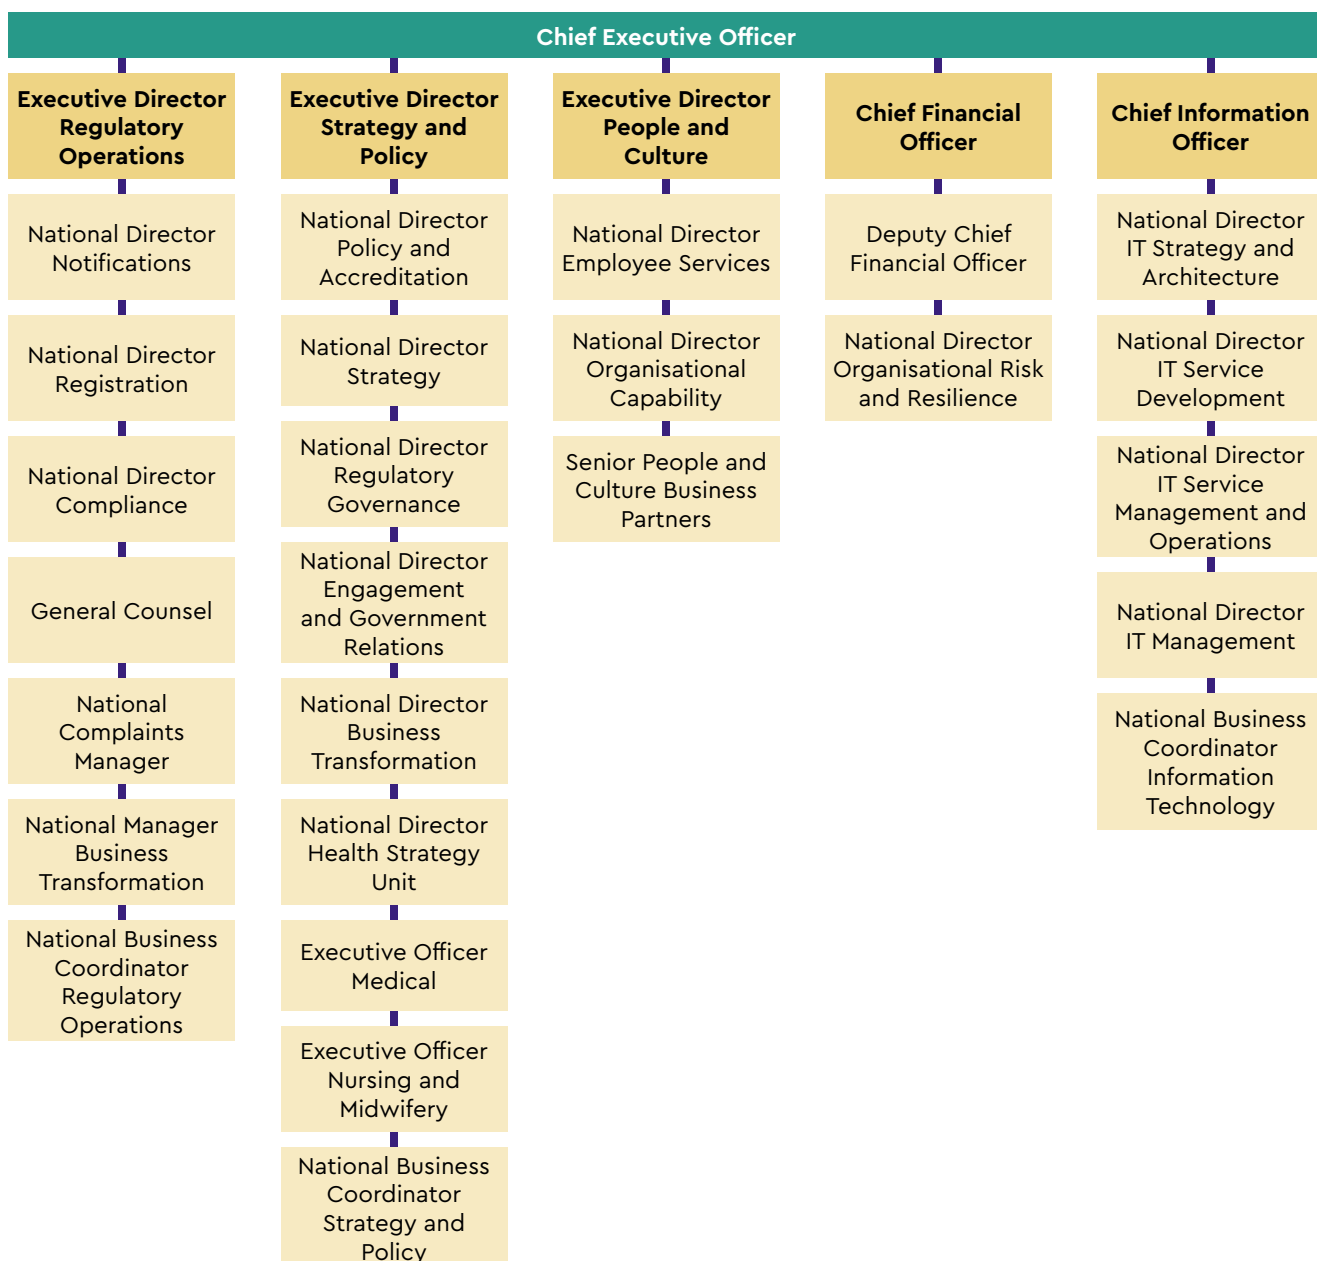 Chief Executive Officer
Executive Director
Regulatory
Operations
National Director
Notifications
National Director
Registration
National Director
Compliance
General Counsel
National
Complaints
Manager
National Manager
Business
Transformation
National Business
Coordinator
Regulatory
Operations
Executive Director
Strategy and
Policy
National Director
Policy and
Accreditation
National Director
Strategy
National Director
Regulatory
Governance
National Director
Engagement
and Government
Relations
National Director
Business
Transformation
National Director
Health Strategy
Unit
Executive Officer
Medical
Executive Officer
Nursing and
Midwifery
National Business
Coordinator
Strategy and
Policy
Executive Director
People and
Culture
National Director
Employee Services
National Director
Organisational
Capability
Senior People and
Culture Business
Partners
Chief Financial
Officer
Deputy Chief
Financial Officer
National Director
Organisational Risk
and Resilience
Chief Information
Officer
National Director
IT Strategy and
Architecture
National Director
IT Service
Development
National Director
IT Service
Management and
Operations
National Director
IT Management
National Business
Coordinator
Information
Technology